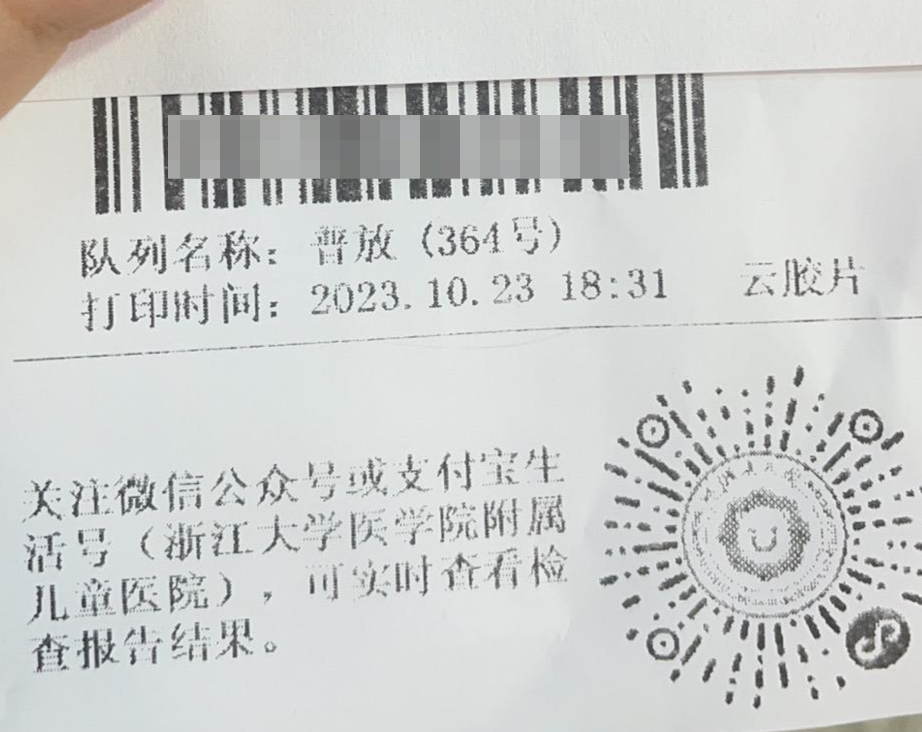 队列名称：普放（364号）
打印时间：2023.10.23 18:31 云胶片
关注微信公众号或支付宝生
活号（浙江大学医学院附属
儿童医院），可实时查看检
查报告结果。